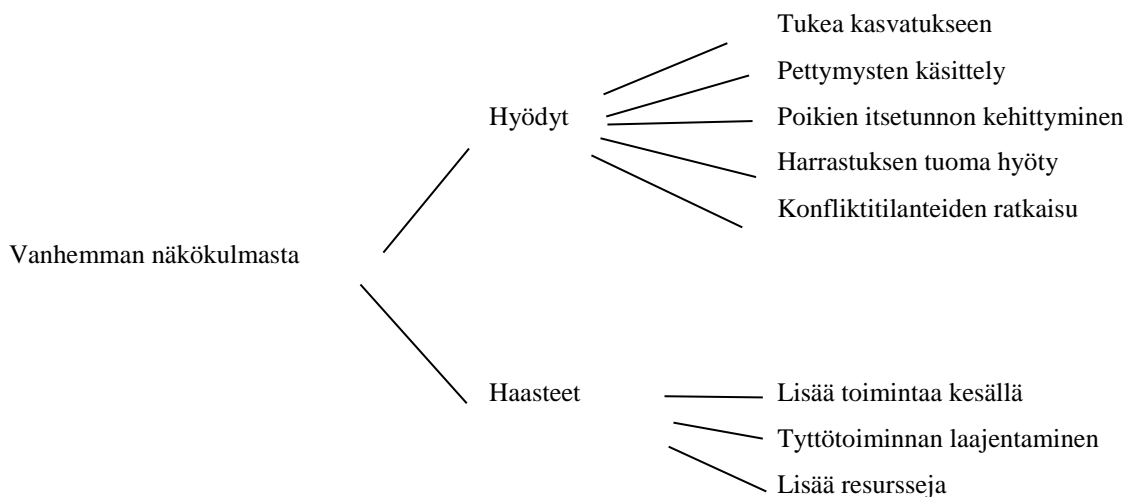 Tukea kasvatukseen
Pettymysten käsittely
Hyödyt
Poikien itsetunnon kehittyminen
Harrastuksen tuoma hyöty
Konfliktitilanteiden ratkaisu
Vanhemman näkökulmasta
Haasteet
Lisää toimintaa kesällä
Tyttötoiminnan laajentaminen
Lisää resursseja